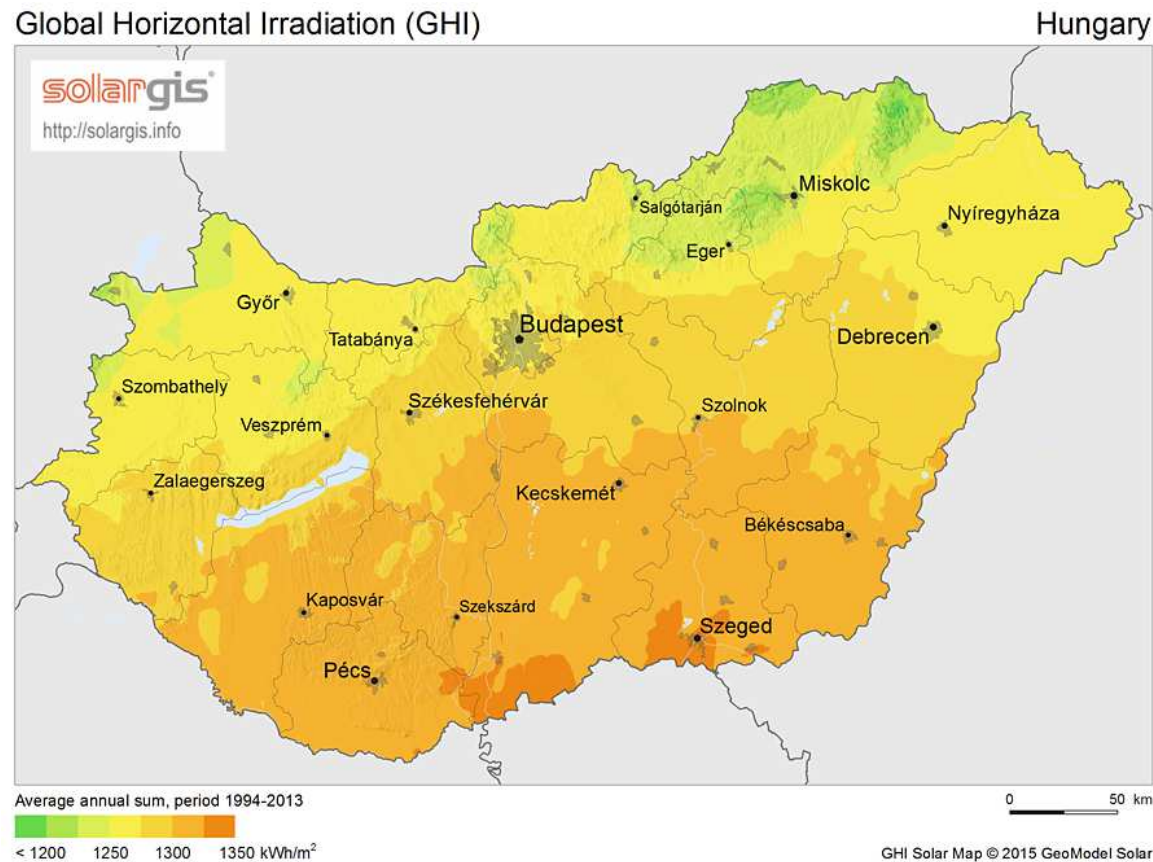 Global Horizontal Irradiation (GHI)
Hungary
solargis®
http://solargis.info
Miskolc
Salgótarján
Nyíregyháza
Eger
Győr
Budapest
Tatabánya
Debrecen
Szombathely
Székesfehérvár
Szolnok
Veszprém
Zalaegerszeg
Kecskemét
Békéscsaba
Kaposvár
Szekszárd
Szeged
Pécs
Average annual sum, period 1994-2013
0 50 km
< 1200 1250 1300 1350 kWh/m²
GHI Solar Map © 2015 GeoModel Solar